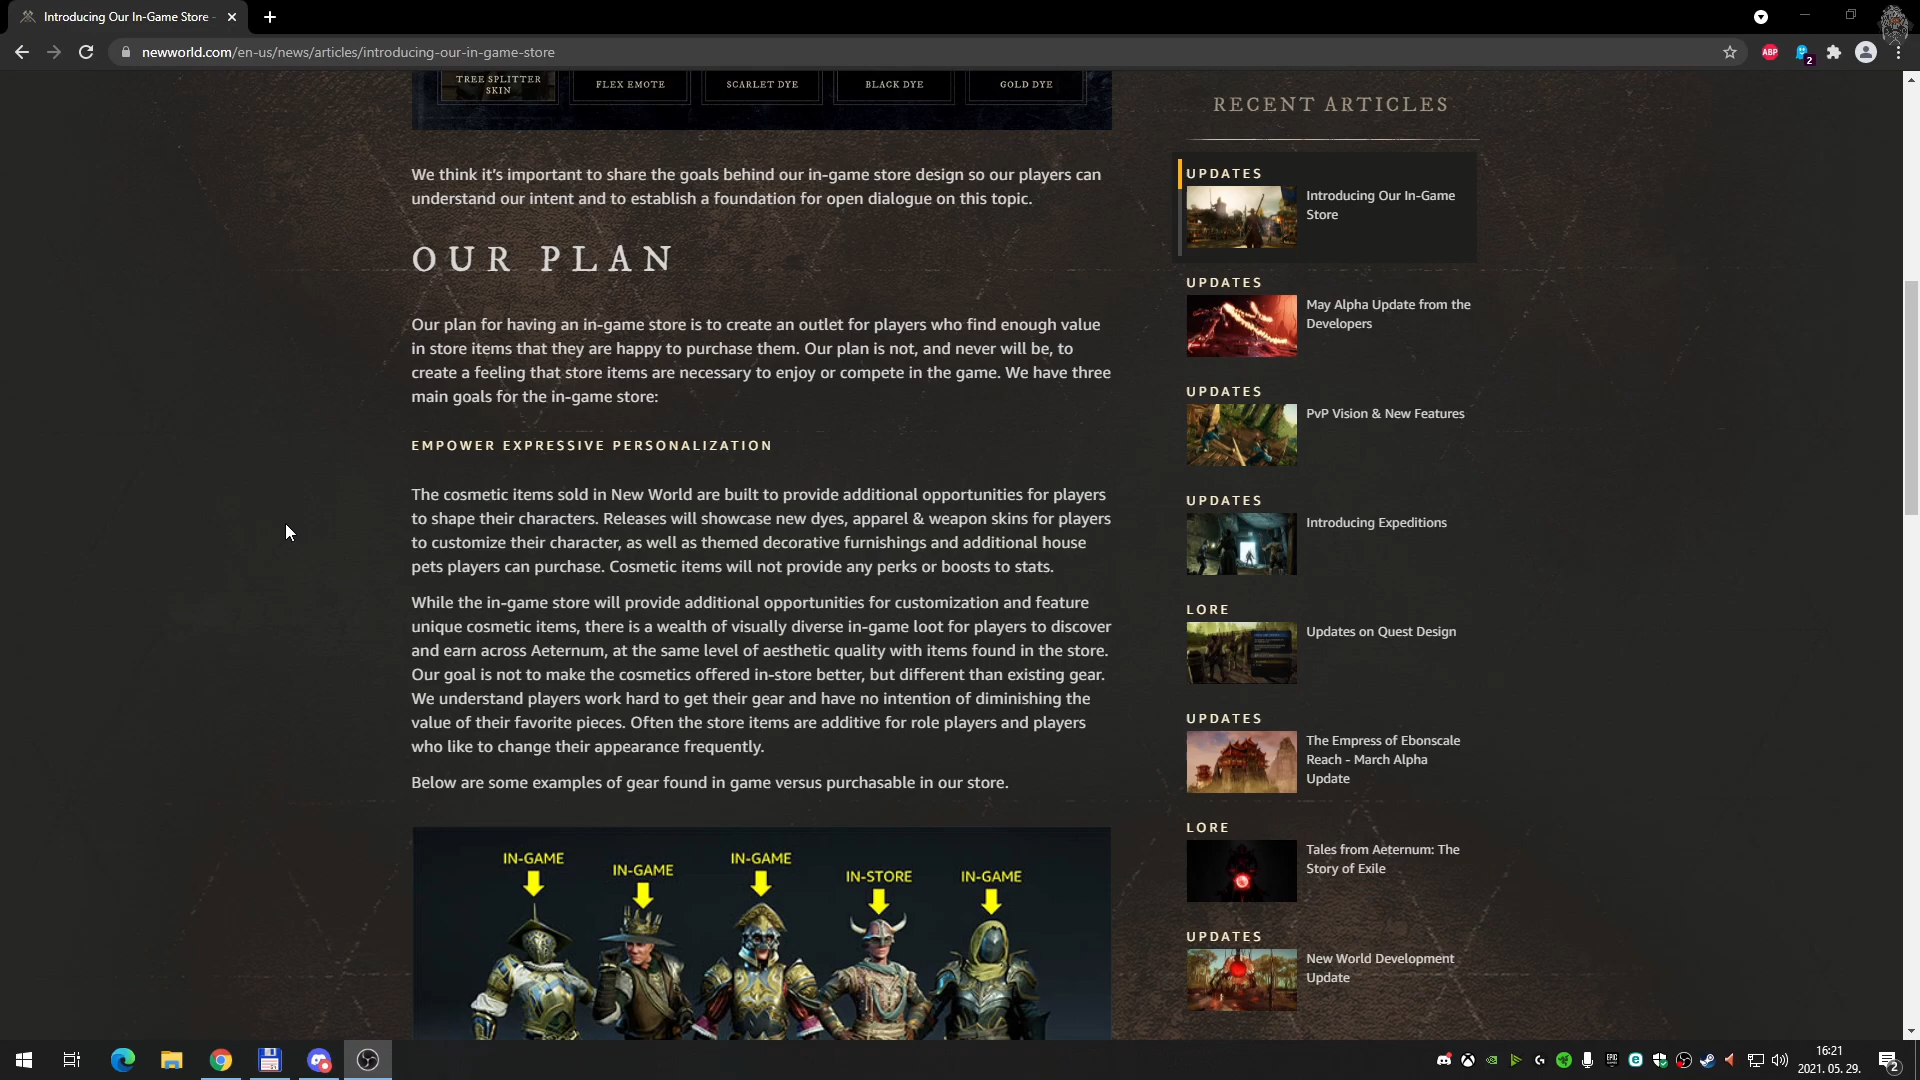 Introducing Our In-Game Store -
newworld.com/en-us/news/articles/introducing-our-in-game-store
ABP
2
TREE SPLITTER
SKIN
FLEX EMOTE
SCARLET DYE
BLACK DYE
GOLD DYE
We think it's important to share the goals behind our in-game store design so our players can
understand our intent and to establish a foundation for open dialogue on this topic.
OUR PLAN
Our plan for having an in-game store is to create an outlet for players who find enough value
in store items that they are happy to purchase them. Our plan is not, and never will be, to
create a feeling that store items are necessary to enjoy or compete in the game. We have three
main goals for the in-game store:
EMPOWER EXPRESSIVE PERSONALIZATION
The cosmetic items sold in New World are built to provide additional opportunities for players
to shape their characters. Releases will showcase new dyes, apparel & weapon skins for players
to customize their character, as well as themed decorative furnishings and additional house
pets players can purchase. Cosmetic items will not provide any perks or boosts to stats.
While the in-game store will provide additional opportunities for customization and feature
unique cosmetic items, there is a wealth of visually diverse in-game loot for players to discover
and earn across Aeternum, at the same level of aesthetic quality with items found in the store.
Our goal is not to make the cosmetics offered in-store better, but different than existing gear.
We understand players work hard to get their gear and have no intention of diminishing the
value of their favorite pieces. Often the store items are additive for role players and players
who like to change their appearance frequently.
Below are some examples of gear found in game versus purchasable in our store.
IN-GAME
IN-GAME
IN-GAME
IN-STORE
IN-GAME
RECENT ARTICLES
UPDATES
Introducing Our In-Game
Store
UPDATES
May Alpha Update from the
Developers
UPDATES
PvP Vision & New Features
UPDATES
Introducing Expeditions
LORE
Updates on Quest Design
UPDATES
The Empress of Ebonscale
Reach - March Alpha
Update
LORE
Tales from Aeternum: The
Story of Exile
UPDATES
New World Development
Update
EPIC
16:21
2021. 05. 29.
2